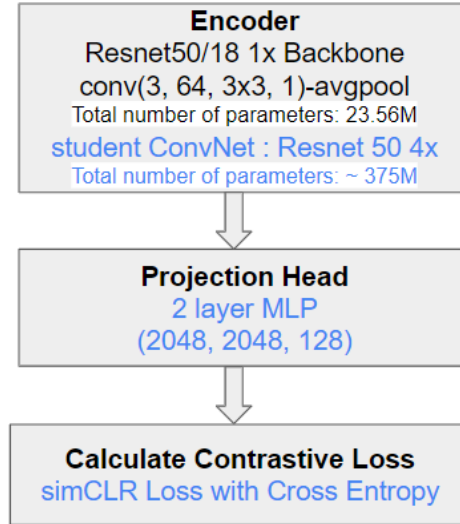 Encoder
Resnet50/18 1x Backbone
conv(3, 64, 3x3, 1)-avgpool
Total number of parameters: 23.56M
student ConvNet : Resnet 50 4x
Total number of parameters: ~ 375M
Projection Head
2 layer MLP
(2048, 2048, 128)
Calculate Contrastive Loss
simCLR Loss with Cross Entropy